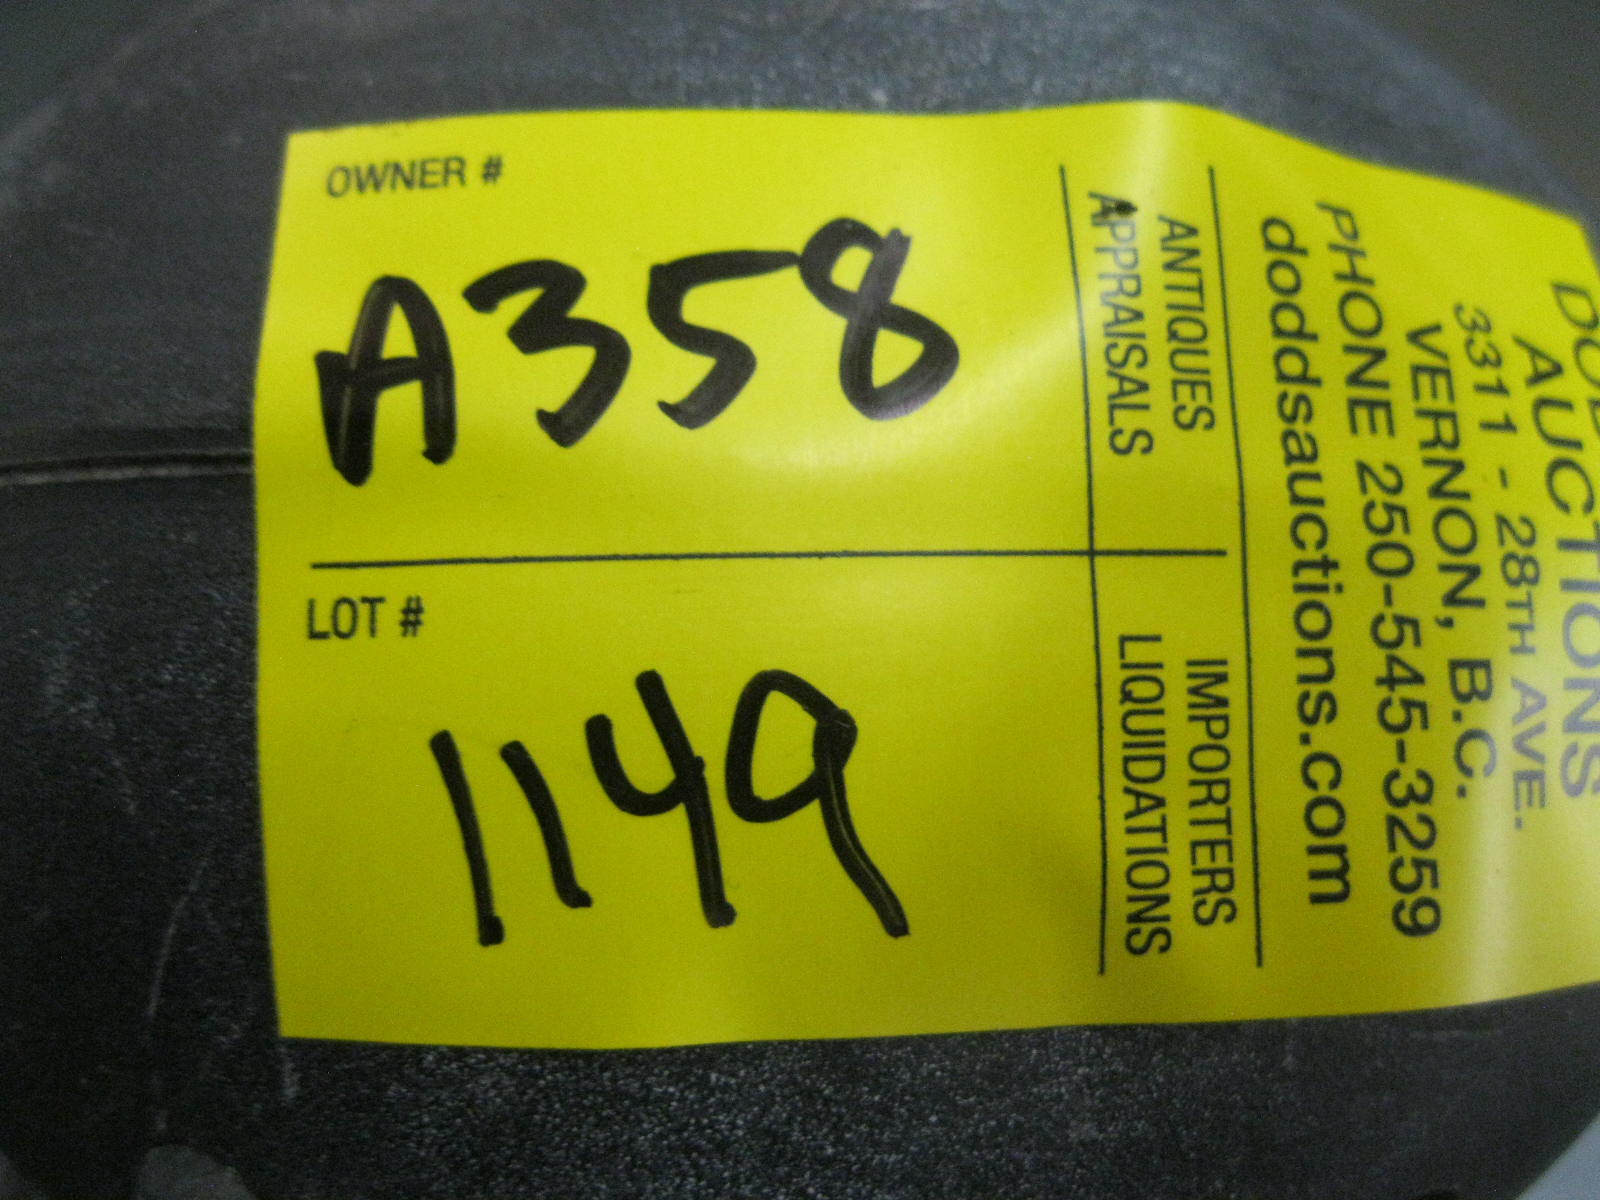 OWNER #
A358
LOT #
1149
ANTIQUES
APPRAISALS
IMPORTERS
LIQUIDATIONS
AUCTIONS
3311 - 28TH AVE.
VERNON, B.C.
PHONE 250-545-3259
doddsauctions.com